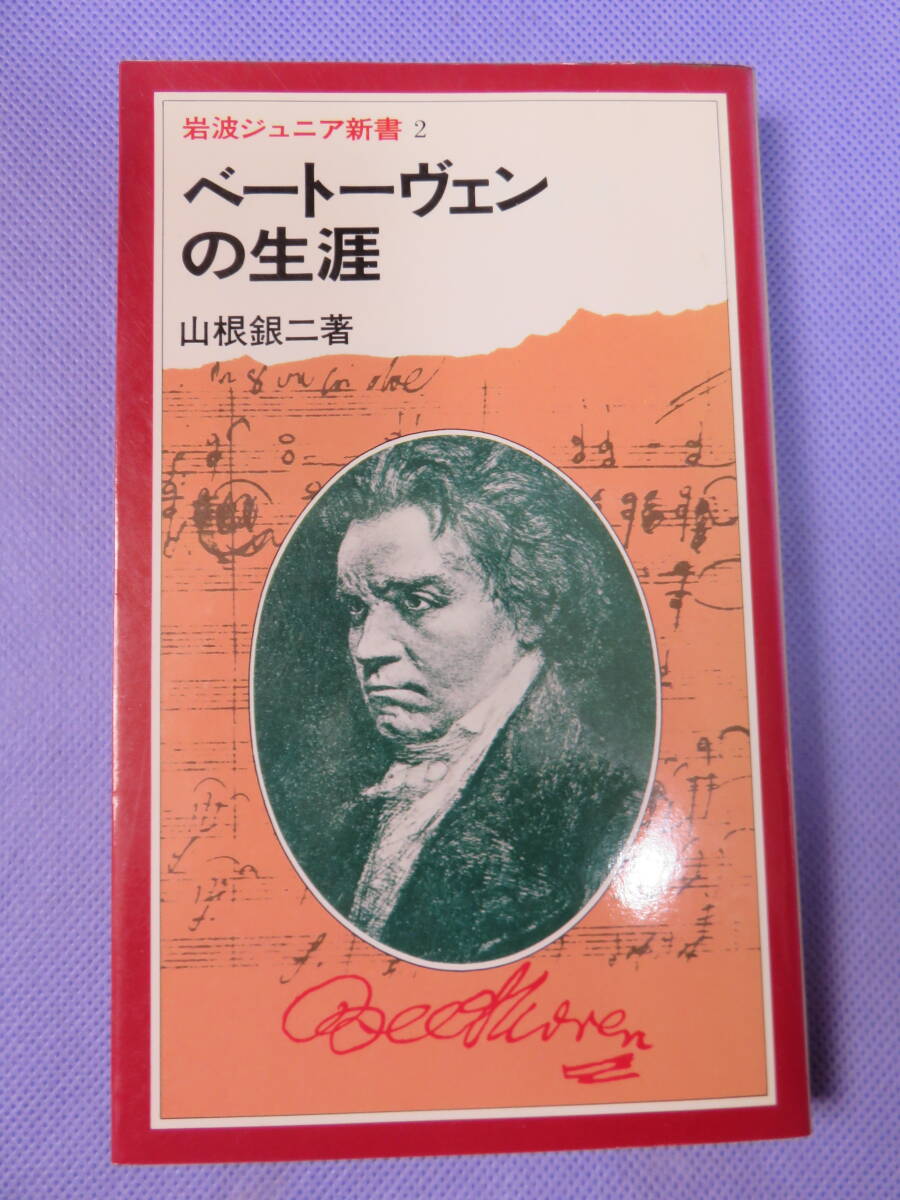 岩波ジュニア新書 2
ベートーヴェン
の生涯
山根銀二著
Beethoven